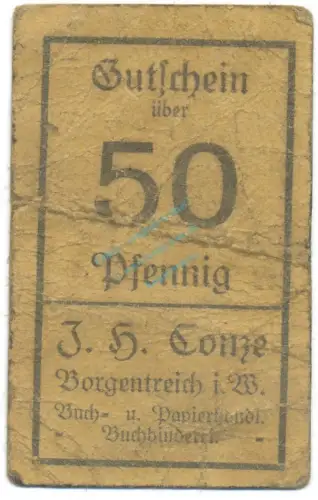 Gutschein
über
50
Pfennig
J. H. Conze
Borgentreich i. W.
Buch- u. Papierhandl.
Buchbinderei.